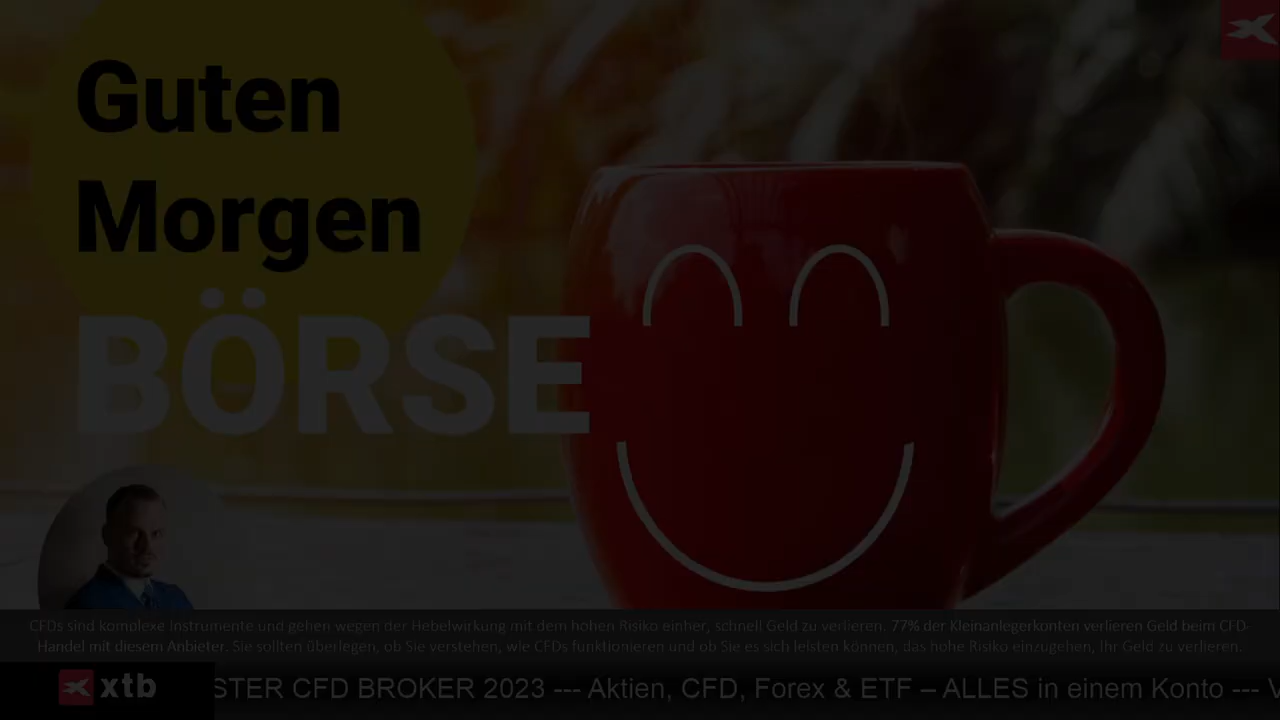 Guten
Morgen
BÖRSE
CFDs sind komplexe Instrumente und gehen wegen der Hebelwirkung mit dem hohen Risiko einher, schnell Geld zu verlieren. 77% der Kleinanlegerkonten verlieren Geld beim CFD-
Handel mit diesem Anbieter. Sie sollten überlegen, ob Sie verstehen, wie CFDs funktionieren und ob Sie es sich leisten können, das hohe Risiko einzugehen, Ihr Geld zu verlieren.
xtb
STER CFD BROKER 2023 --- Aktien, CFD, Forex & ETF – ALLES in einem Konto --- V